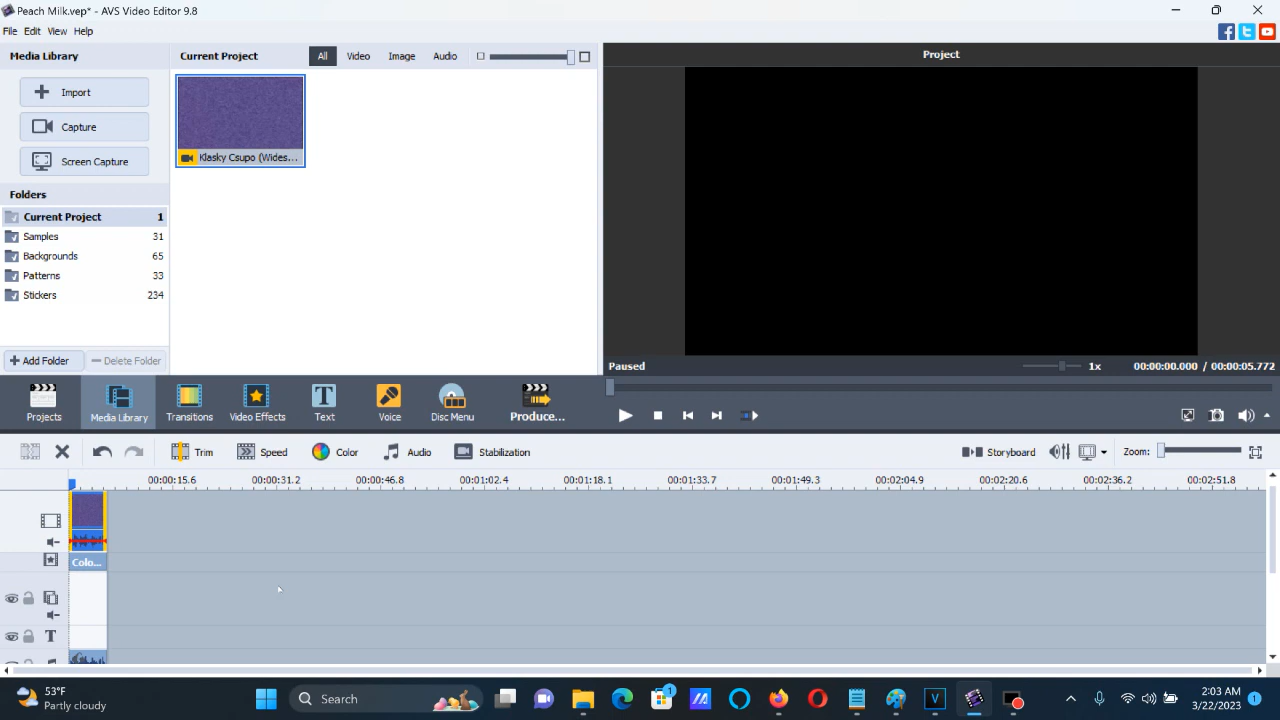 Peach Milk.vep* - AVS Video Editor 9.8
File Edit View Help
Media Library
Current Project
All
Video
Image
Audio
Project
Import
Capture
Screen Capture
Folders
Current Project 1
Samples 31
Backgrounds 65
Patterns 33
Stickers 234
Klasky Csupo (Wides...
Add Folder
Delete Folder
Paused
1x
00:00:00.000 / 00:00:05.772
Projects
Media Library
Transitions
Video Effects
Text
Voice
Disc Menu
Produce...
Trim
Speed
Color
Audio
Stabilization
Storyboard
Zoom:
00:00:15.6 00:00:31.2 00:00:46.8 00:01:02.4 00:01:18.1 00:01:33.7 00:01:49.3 00:02:04.9 00:02:20.6 00:02:36.2 00:02:51.8
Colo...
T
53°F
Partly cloudy
Search
1
2:03 AM
3/22/2023
1